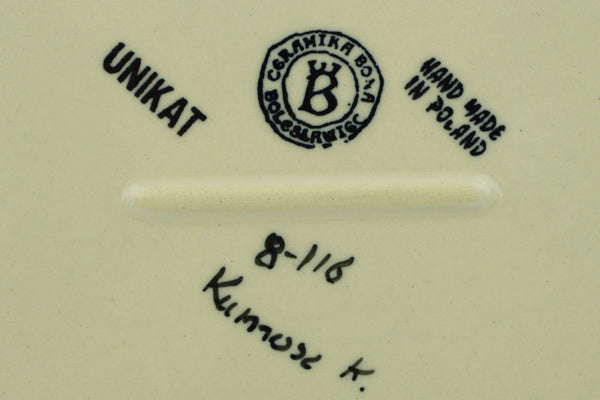 UNIKAT
CERAMIKA BONA
B
BOLESŁAWIEC
HAND MADE
IN POLAND
8-116
K.